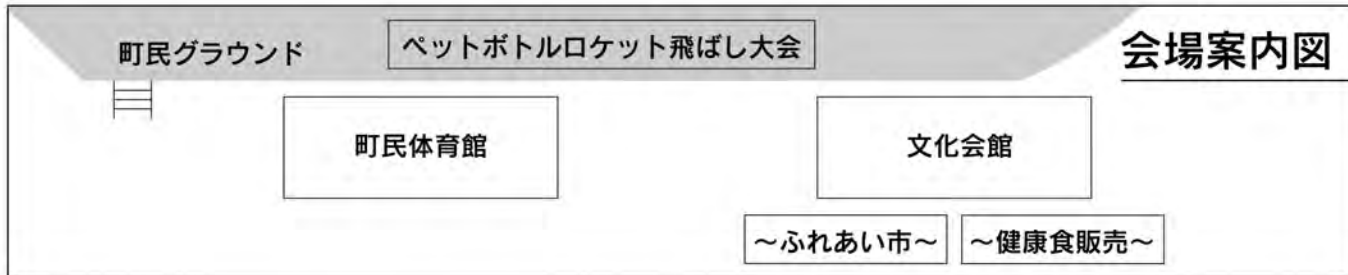 町民グラウンド
ペットボトルロケット飛ばし大会
会場案内図
町民体育館
文化会館
～ふれあい市～
～健康食販売～